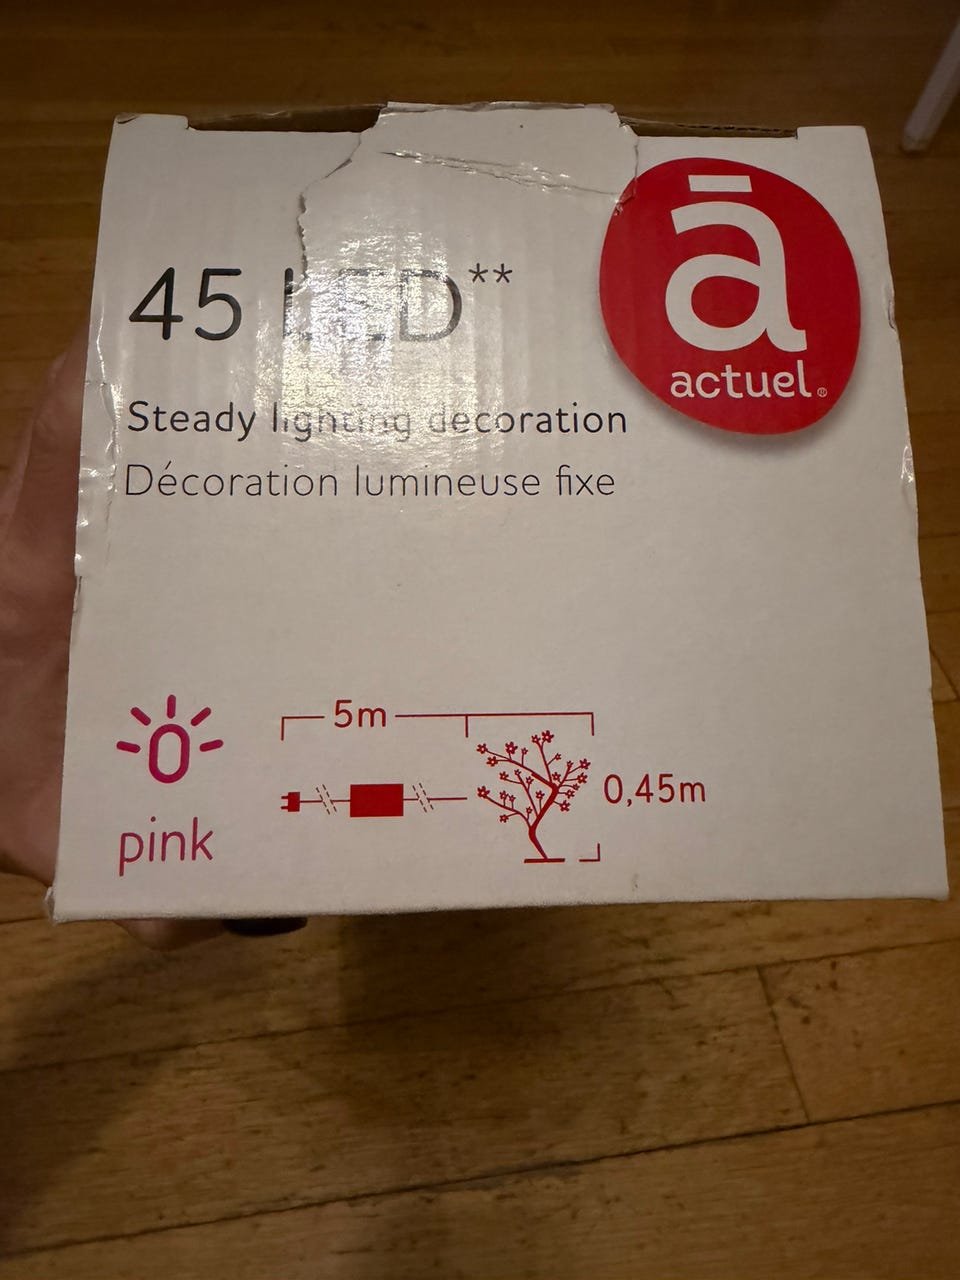 45 LED**
ā
actuel®
Steady lighting decoration
Décoration lumineuse fixe
5m
0,45m
pink